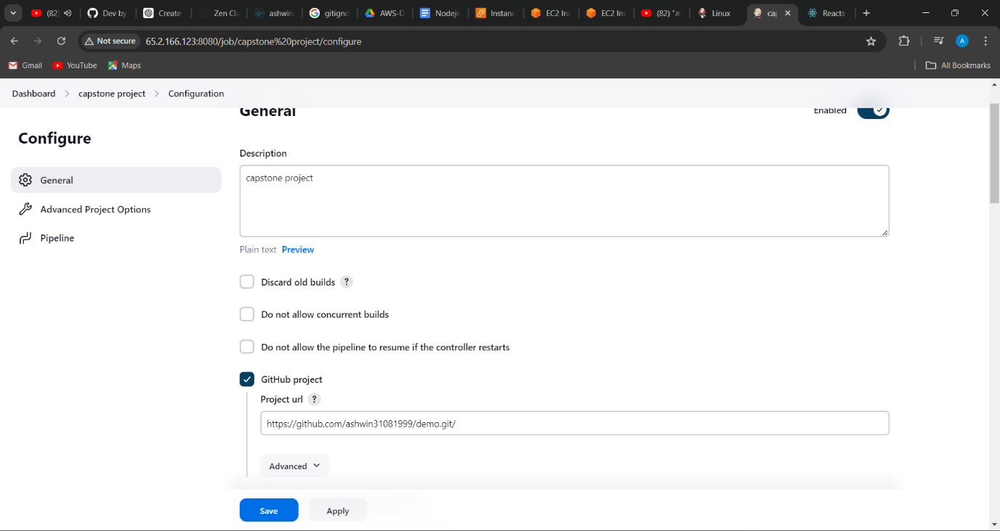 (82)
Dev by
Create
Zen Cla
ashwin
gitigno
AWS-D
Nodejs
Instanc
EC2 Ins
EC2 Ins
(82)
Linux
cap
Reacts
Not secure
65.2.166.123:8080/job/capstone%20project/configure
A
Gmail
YouTube
Maps
All Bookmarks
Dashboard > capstone project > Configuration
General
Enabled
Configure
General
Advanced Project Options
Pipeline
Description
capstone project
Plain text Preview
Discard old builds ?
Do not allow concurrent builds
Do not allow the pipeline to resume if the controller restarts
GitHub project
Project url ?
https://github.com/ashwin31081999/demo.git/
Advanced
Save
Apply